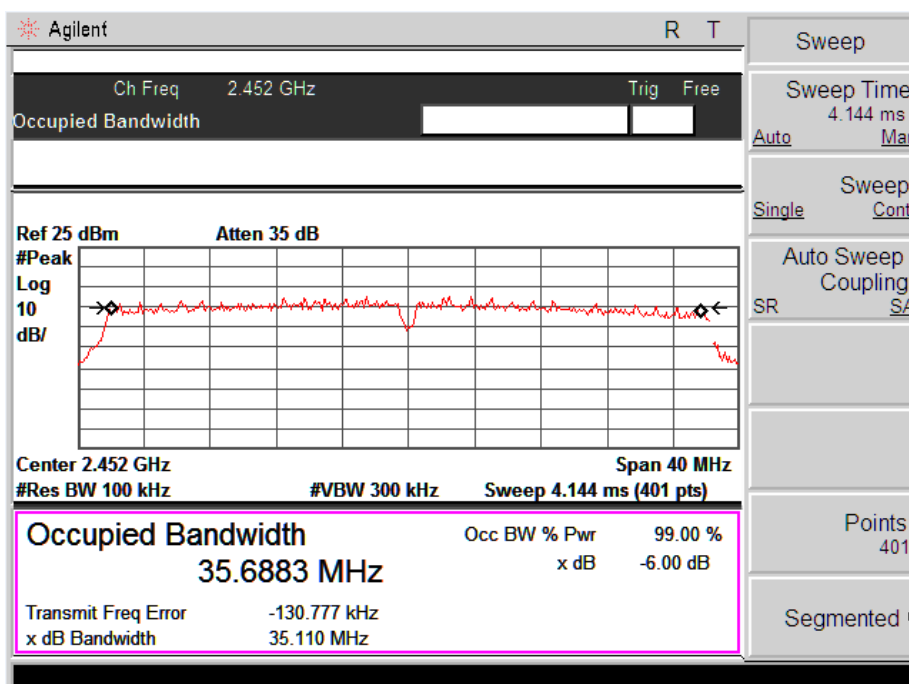 Agilent R T
Ch Freq 2.452 GHz Trig Free
Occupied Bandwidth
Ref 25 dBm Atten 35 dB
#Peak
Log
10
dB/
Center 2.452 GHz Span 40 MHz
#Res BW 100 kHz #VBW 300 kHz Sweep 4.144 ms (401 pts)
Occupied Bandwidth
35.6883 MHz
Occ BW % Pwr 99.00 %
x dB -6.00 dB
Transmit Freq Error -130.777 kHz
x dB Bandwidth 35.110 MHz
Sweep
Sweep Time
4.144 ms
Auto Ma
Sweep
Single Cont
Auto Sweep
Coupling
SR SA
Points
401
Segmented